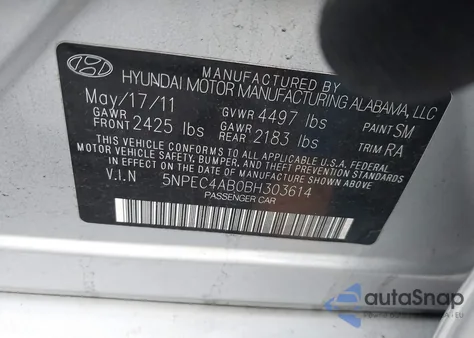 MANUFACTURED BY
HYUNDAI MOTOR MANUFACTURING ALABAMA, LLC
May/17/11 GVWR 4497 lbs PAINT SM
GAWR FRONT 2425 lbs GAWR REAR 2183 lbs TRIM RA
THIS VEHICLE CONFORMS TO ALL APPLICABLE U.S.A. FEDERAL
MOTOR VEHICLE SAFETY, BUMPER, AND THEFT PREVENTION STANDARDS
IN EFFECT ON THE DATE OF MANUFACTURE SHOWN ABOVE.
V.I.N 5NPEC4AB0BH303614
PASSENGER CAR
autoSnap